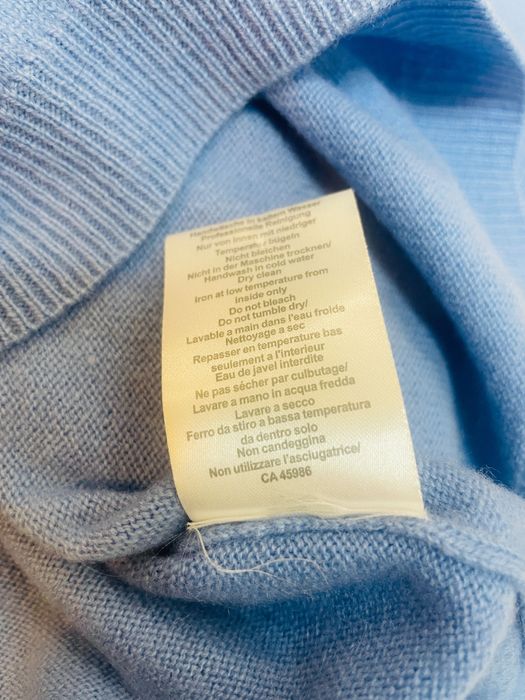 Handwäsche in kaltem Wasser
Professionelle Reinigung
Nur von Innen mit niedriger
Temperatur bügeln
Nicht bleichen
Nicht in der Maschine trocknen/
Handwash in cold water
Dry clean
Iron at low temperature from
inside only
Do not bleach
Do not tumble dry/
Lavable a main dans l'eau froide
Nettoyage a sec
Repasser en température bas
seulement a l'interieur
Eau de javel interdite
Ne pas sécher par culbutage/
Lavare a mano in acqua fredda
Lavare a secco
Ferro da stiro a bassa temperatura
da dentro solo
Non candeggina
Non utilizzare l'asciugatrice/
CA 45986